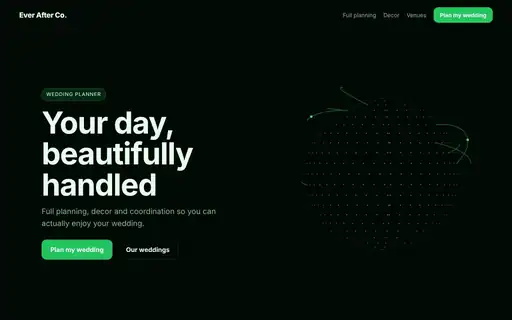 Ever After Co.
Full planning
Decor
Venues
Plan my wedding
WEDDING PLANNER
Your day,
beautifully
handled
Full planning, decor and coordination so you can
actually enjoy your wedding.
Plan my wedding
Our weddings